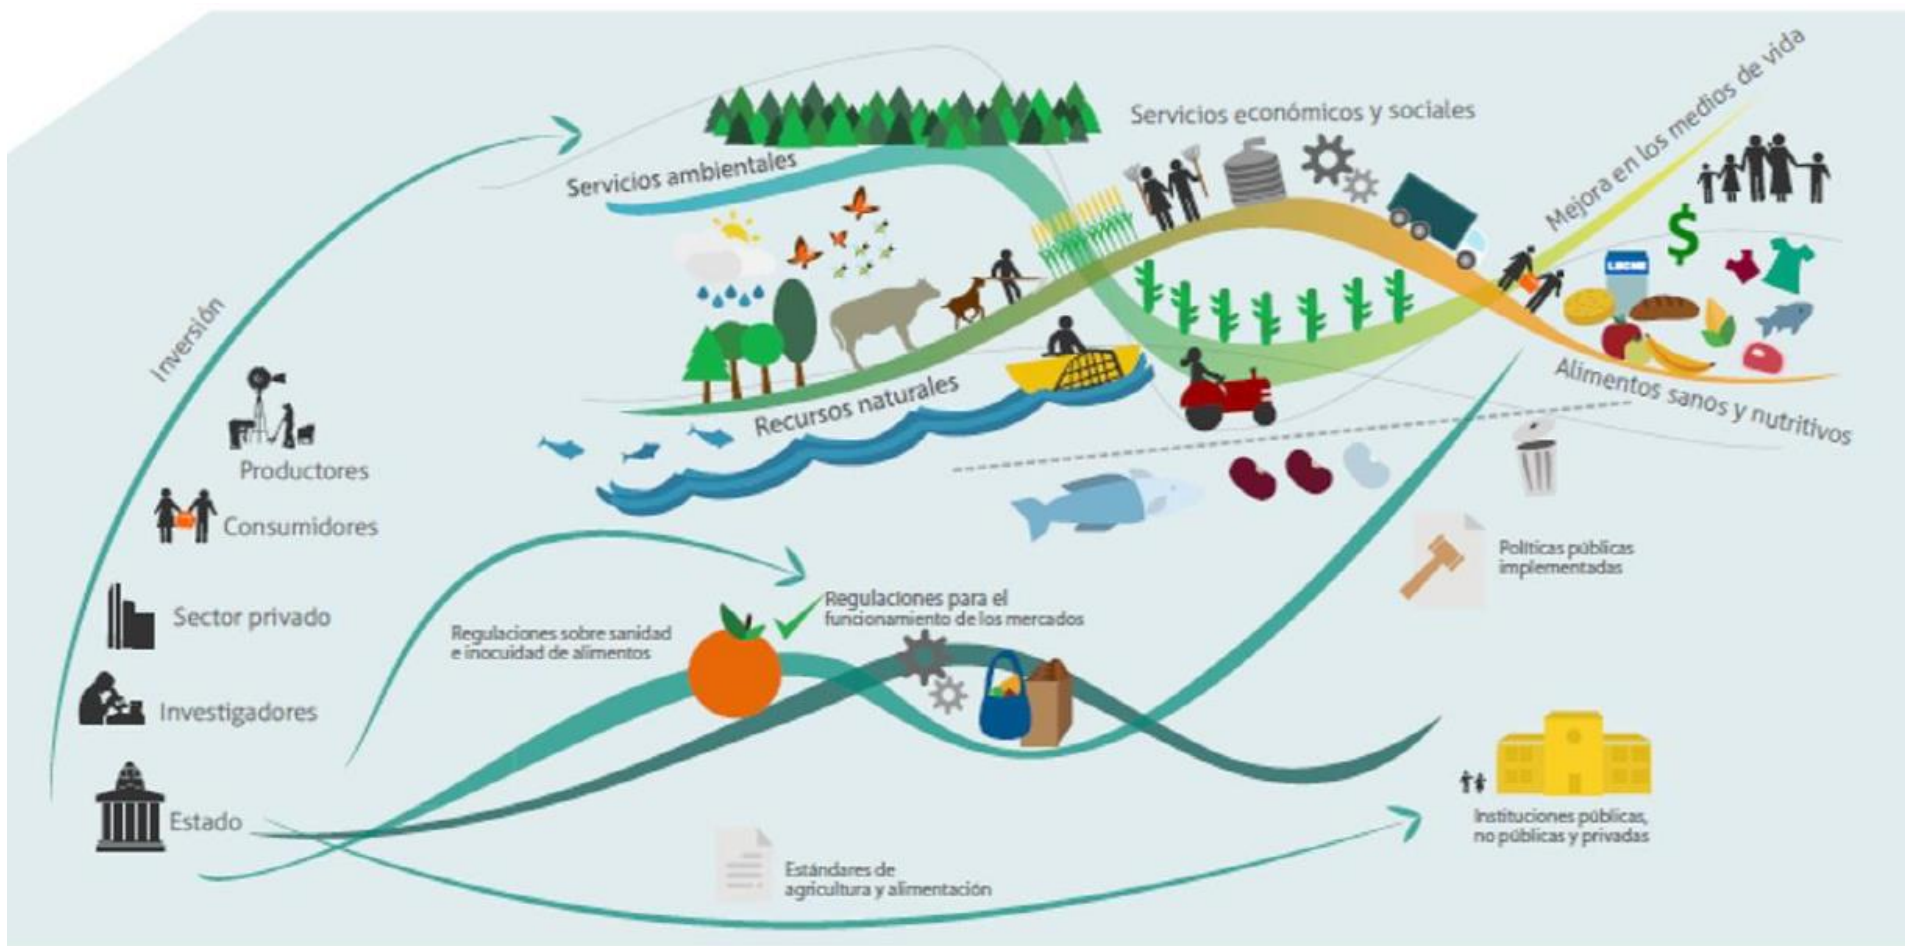 Servicios económicos y sociales
Mejora en los medios de vida
Servicios ambientales
Inversión
LECHE
Recursos naturales
Alimentos sanos y nutritivos
Productores
Consumidores
Sector privado
Investigadores
Estado
Políticas públicas
implementadas
Regulaciones para el
funcionamiento de los mercados
Regulaciones sobre sanidad
e inocuidad de alimentos
Instituciones públicas,
no públicas y privadas
Estándares de
agricultura y alimentación
$